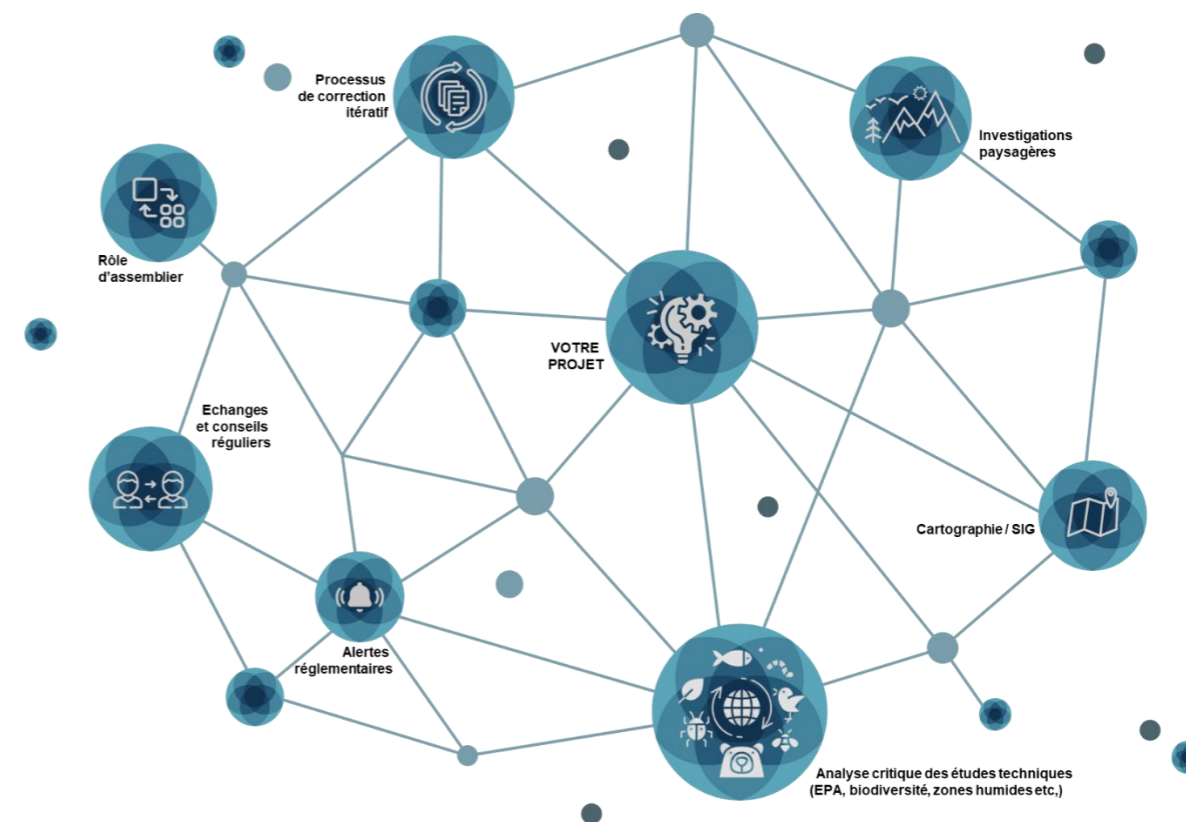 Processus
de correction
itératif
Investigations
paysagères
Rôle
d'assemblier
VOTRE
PROJET
Echanges
et conseils
réguliers
Cartographie / SIG
Alertes
réglementaires
Analyse critique des études techniques
(EPA, biodiversité, zones humides etc,)